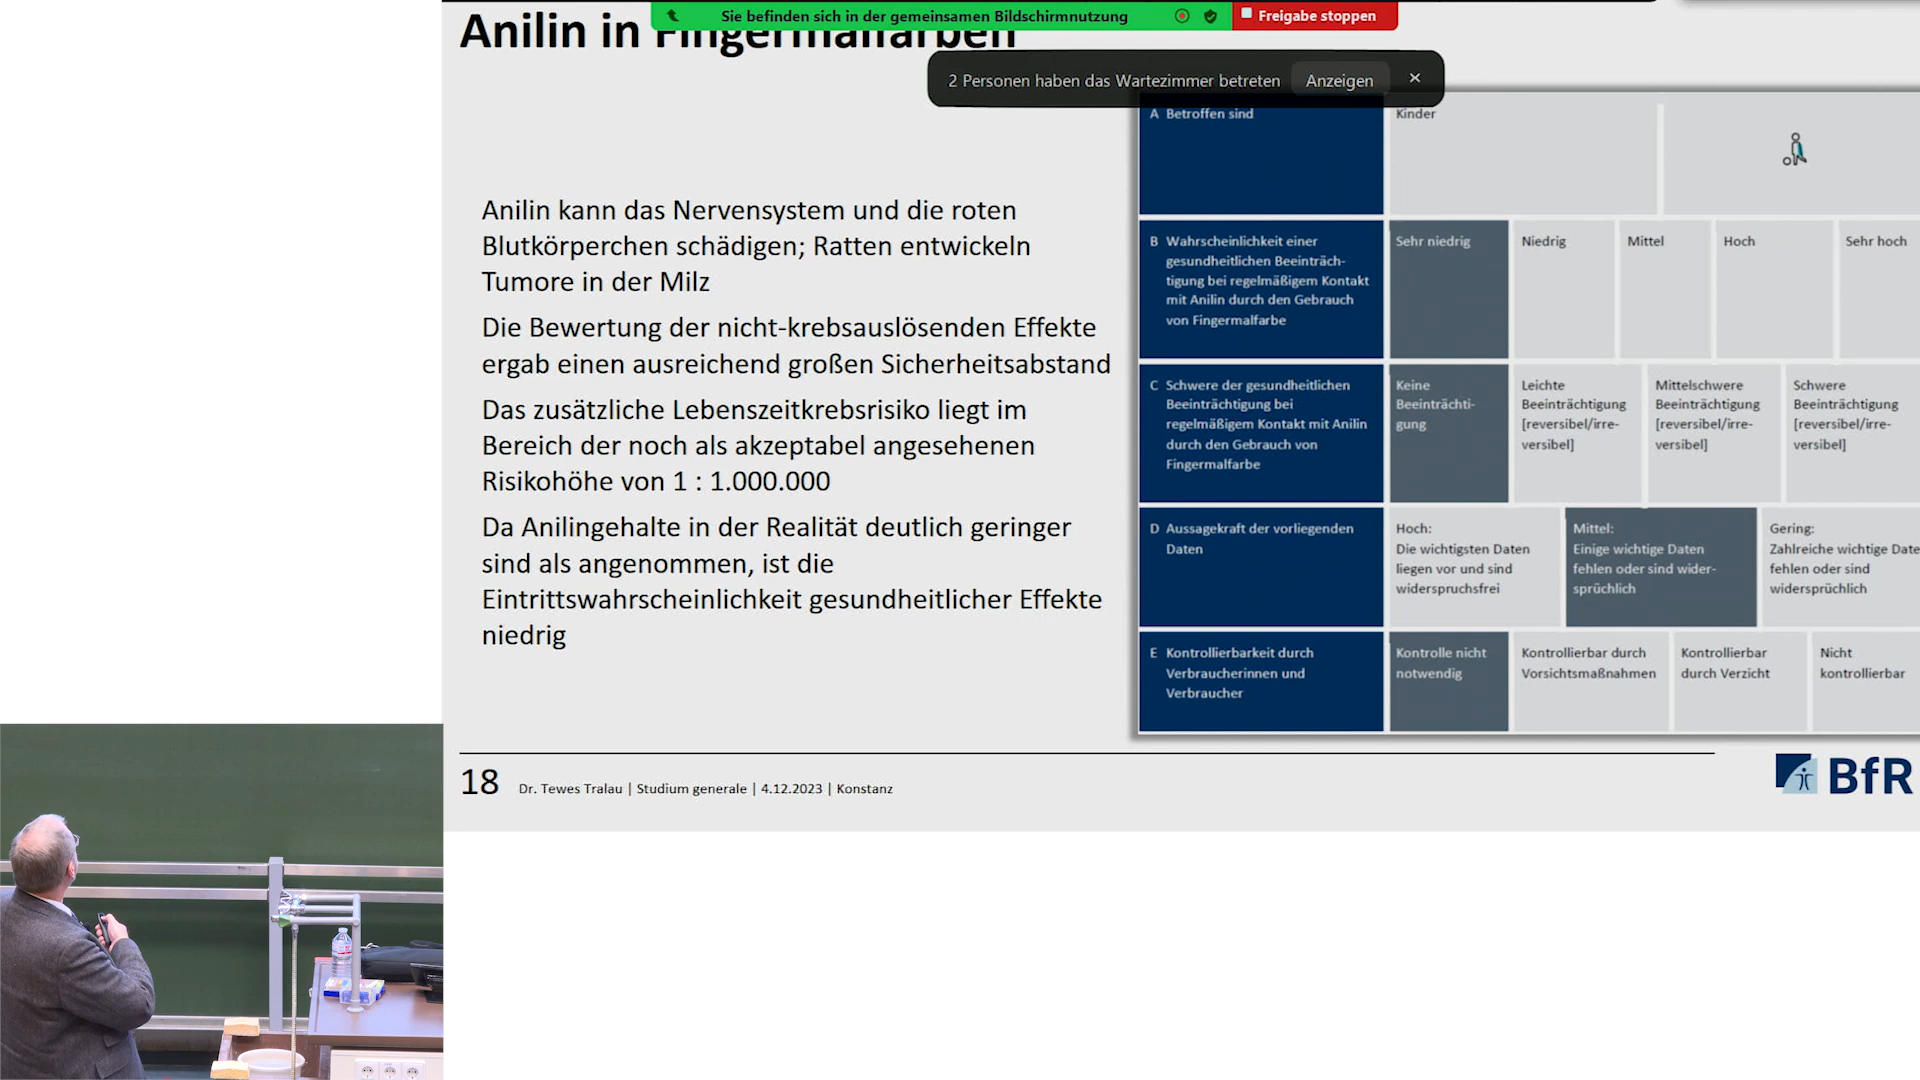 Anilin in Fingermalfarben
Sie befinden sich in der gemeinsamen Bildschirmnutzung
Freigabe stoppen
2 Personen haben das Wartezimmer betreten
Anzeigen
Anilin kann das Nervensystem und die roten
Blutkörperchen schädigen; Ratten entwickeln
Tumore in der Milz
Die Bewertung der nicht-krebsauslösenden Effekte
ergab einen ausreichend großen Sicherheitsabstand
Das zusätzliche Lebenszeitkrebsrisiko liegt im
Bereich der noch als akzeptabel angesehenen
Risikohöhe von 1 : 1.000.000
Da Anilingehalte in der Realität deutlich geringer
sind als angenommen, ist die
Eintrittswahrscheinlichkeit gesundheitlicher Effekte
niedrig
A Betroffen sind
Kinder
B Wahrscheinlichkeit einer
gesundheitlichen Beeinträch-
tigung bei regelmäßigem Kontakt
mit Anilin durch den Gebrauch
von Fingermalfarbe
Sehr niedrig
Niedrig
Mittel
Hoch
Sehr hoch
C Schwere der gesundheitlichen
Beeinträchtigung bei
regelmäßigem Kontakt mit Anilin
durch den Gebrauch von
Fingermalfarbe
Keine
Beeinträchti-
gung
Leichte
Beeinträchtigung
[reversibel/irre-
versibel]
Mittelschwere
Beeinträchtigung
[reversibel/irre-
versibel]
Schwere
Beeinträchtigung
[reversibel/irre-
versibel]
D Aussagekraft der vorliegenden
Daten
Hoch:
Die wichtigsten Daten
liegen vor und sind
widerspruchsfrei
Mittel:
Einige wichtige Daten
fehlen oder sind wider-
sprüchlich
Gering:
Zahlreiche wichtige Date
fehlen oder sind
widersprüchlich
E Kontrollierbarkeit durch
Verbraucherinnen und
Verbraucher
Kontrolle nicht
notwendig
Kontrollierbar durch
Vorsichtsmaßnahmen
Kontrollierbar
durch Verzicht
Nicht
kontrollierbar
18
Dr. Tewes Tralau | Studium generale | 4.12.2023 | Konstanz
BfR